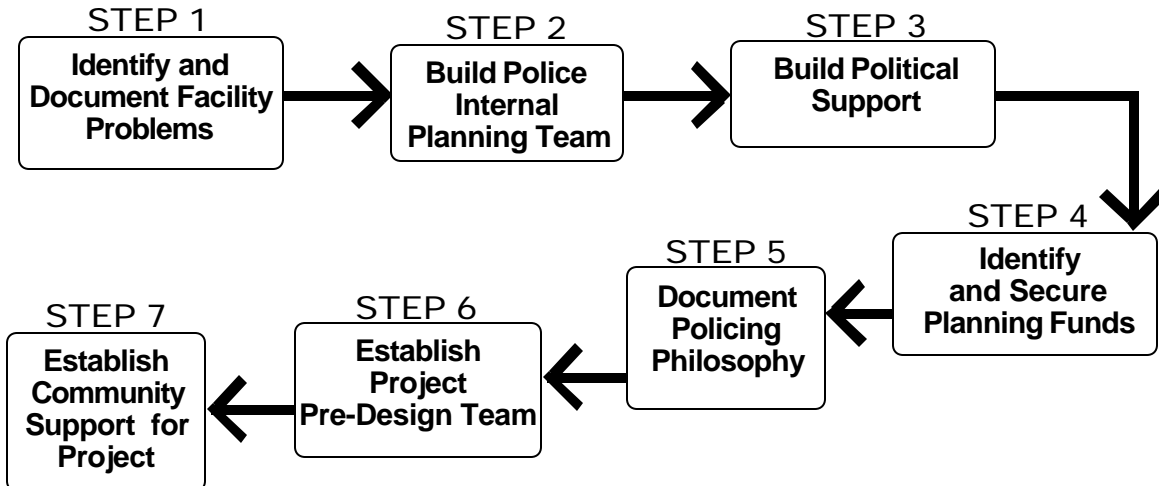 STEP 1
Identify and
Document Facility
Problems
STEP 2
Build Police
Internal
Planning Team
STEP 3
Build Political
Support
STEP 4
Identify
and Secure
Planning Funds
STEP 5
Document
Policing
Philosophy
STEP 6
Establish
Project
Pre-Design Team
STEP 7
Establish
Community
Support for
Project